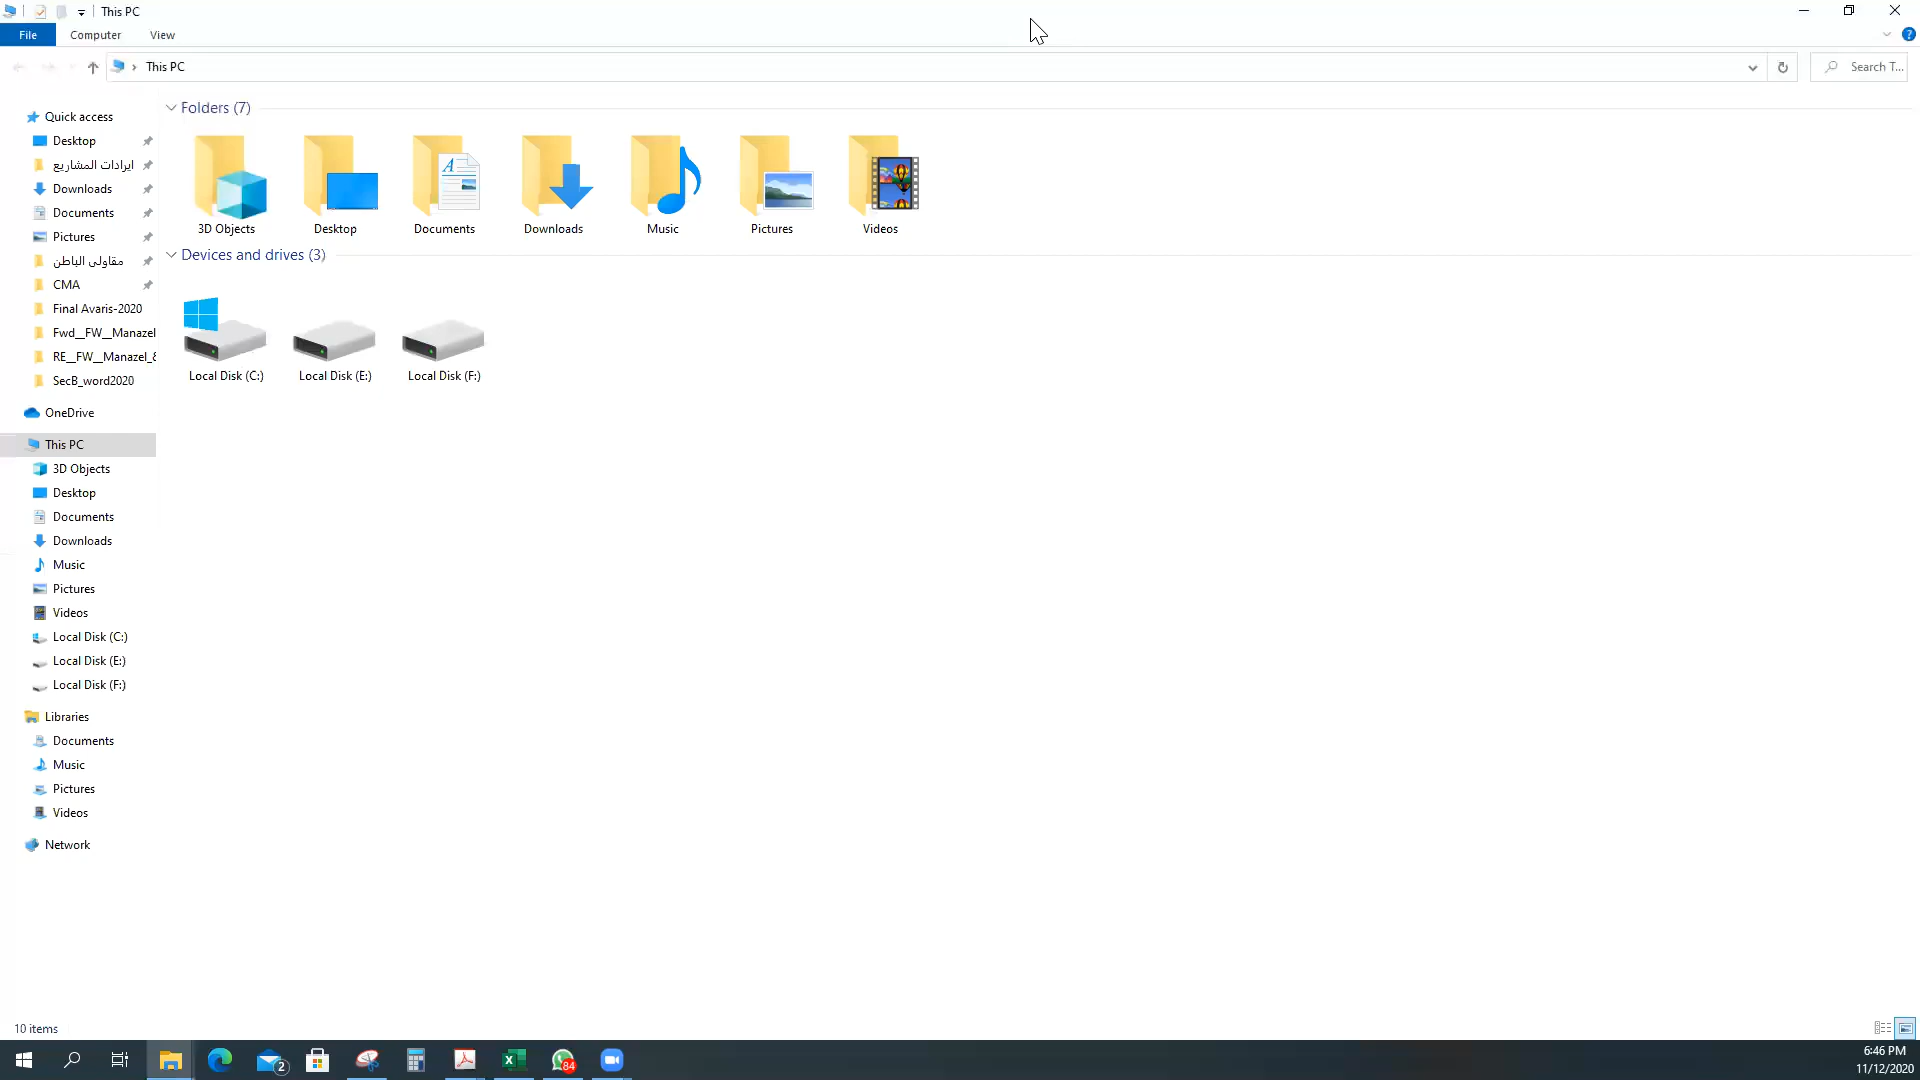 This PC
File
Computer
View
This PC
Search T...
Quick access
Desktop
ايرادات المشاريع
Downloads
Documents
Pictures
مقاولى الباطن
CMA
Final Avaris-2020
Fwd__FW__Manazel
RE__FW__Manazel_&
SecB_word2020
OneDrive
This PC
3D Objects
Desktop
Documents
Downloads
Music
Pictures
Videos
Local Disk (C:)
Local Disk (E:)
Local Disk (F:)
Libraries
Documents
Music
Pictures
Videos
Network
Folders (7)
3D Objects
Desktop
Documents
Downloads
Music
Pictures
Videos
Devices and drives (3)
Local Disk (C:)
Local Disk (E:)
Local Disk (F:)
10 items
2
84
6:46 PM
11/12/2020